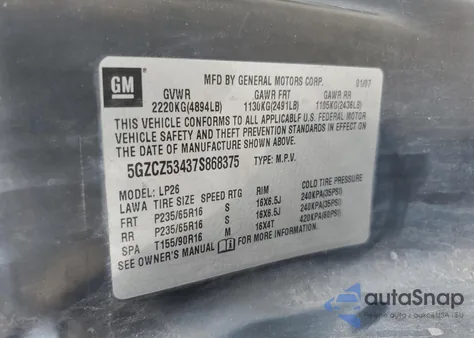 GM
MFD BY GENERAL MOTORS CORP. 01/07
GVWR GAWR FRT GAWR RR
2220KG(4894LB) 1130KG(2491LB) 1105KG(2436LB)
THIS VEHICLE CONFORMS TO ALL APPLICABLE U.S. FEDERAL MOTOR
VEHICLE SAFETY AND THEFT PREVENTION STANDARDS IN EFFECT ON
THE DATE OF MANUFACTURE SHOWN ABOVE.
5GZCZ53437S868375 TYPE: M.P.V.
MODEL: LP26
LAWA TIRE SIZE SPEED RTG RIM COLD TIRE PRESSURE
FRT P235/65R16 S 16X6.5J 240KPA(35PSI)
RR P235/65R16 S 16X6.5J 240KPA(35PSI)
SPA T155/90R16 M 16X4T 420KPA(60PSI)
SEE OWNER'S MANUAL FOR MORE INFORMATION.
autoSnap